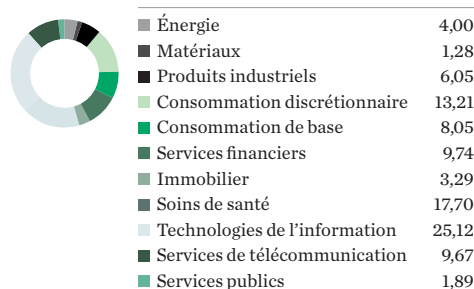 Énergie 4,00
Matériaux 1,28
Produits industriels 6,05
Consommation discrétionnaire 13,21
Consommation de base 8,05
Services financiers 9,74
Immobilier 3,29
Soins de santé 17,70
Technologies de l'information 25,12
Services de télécommunication 9,67
Services publics 1,89